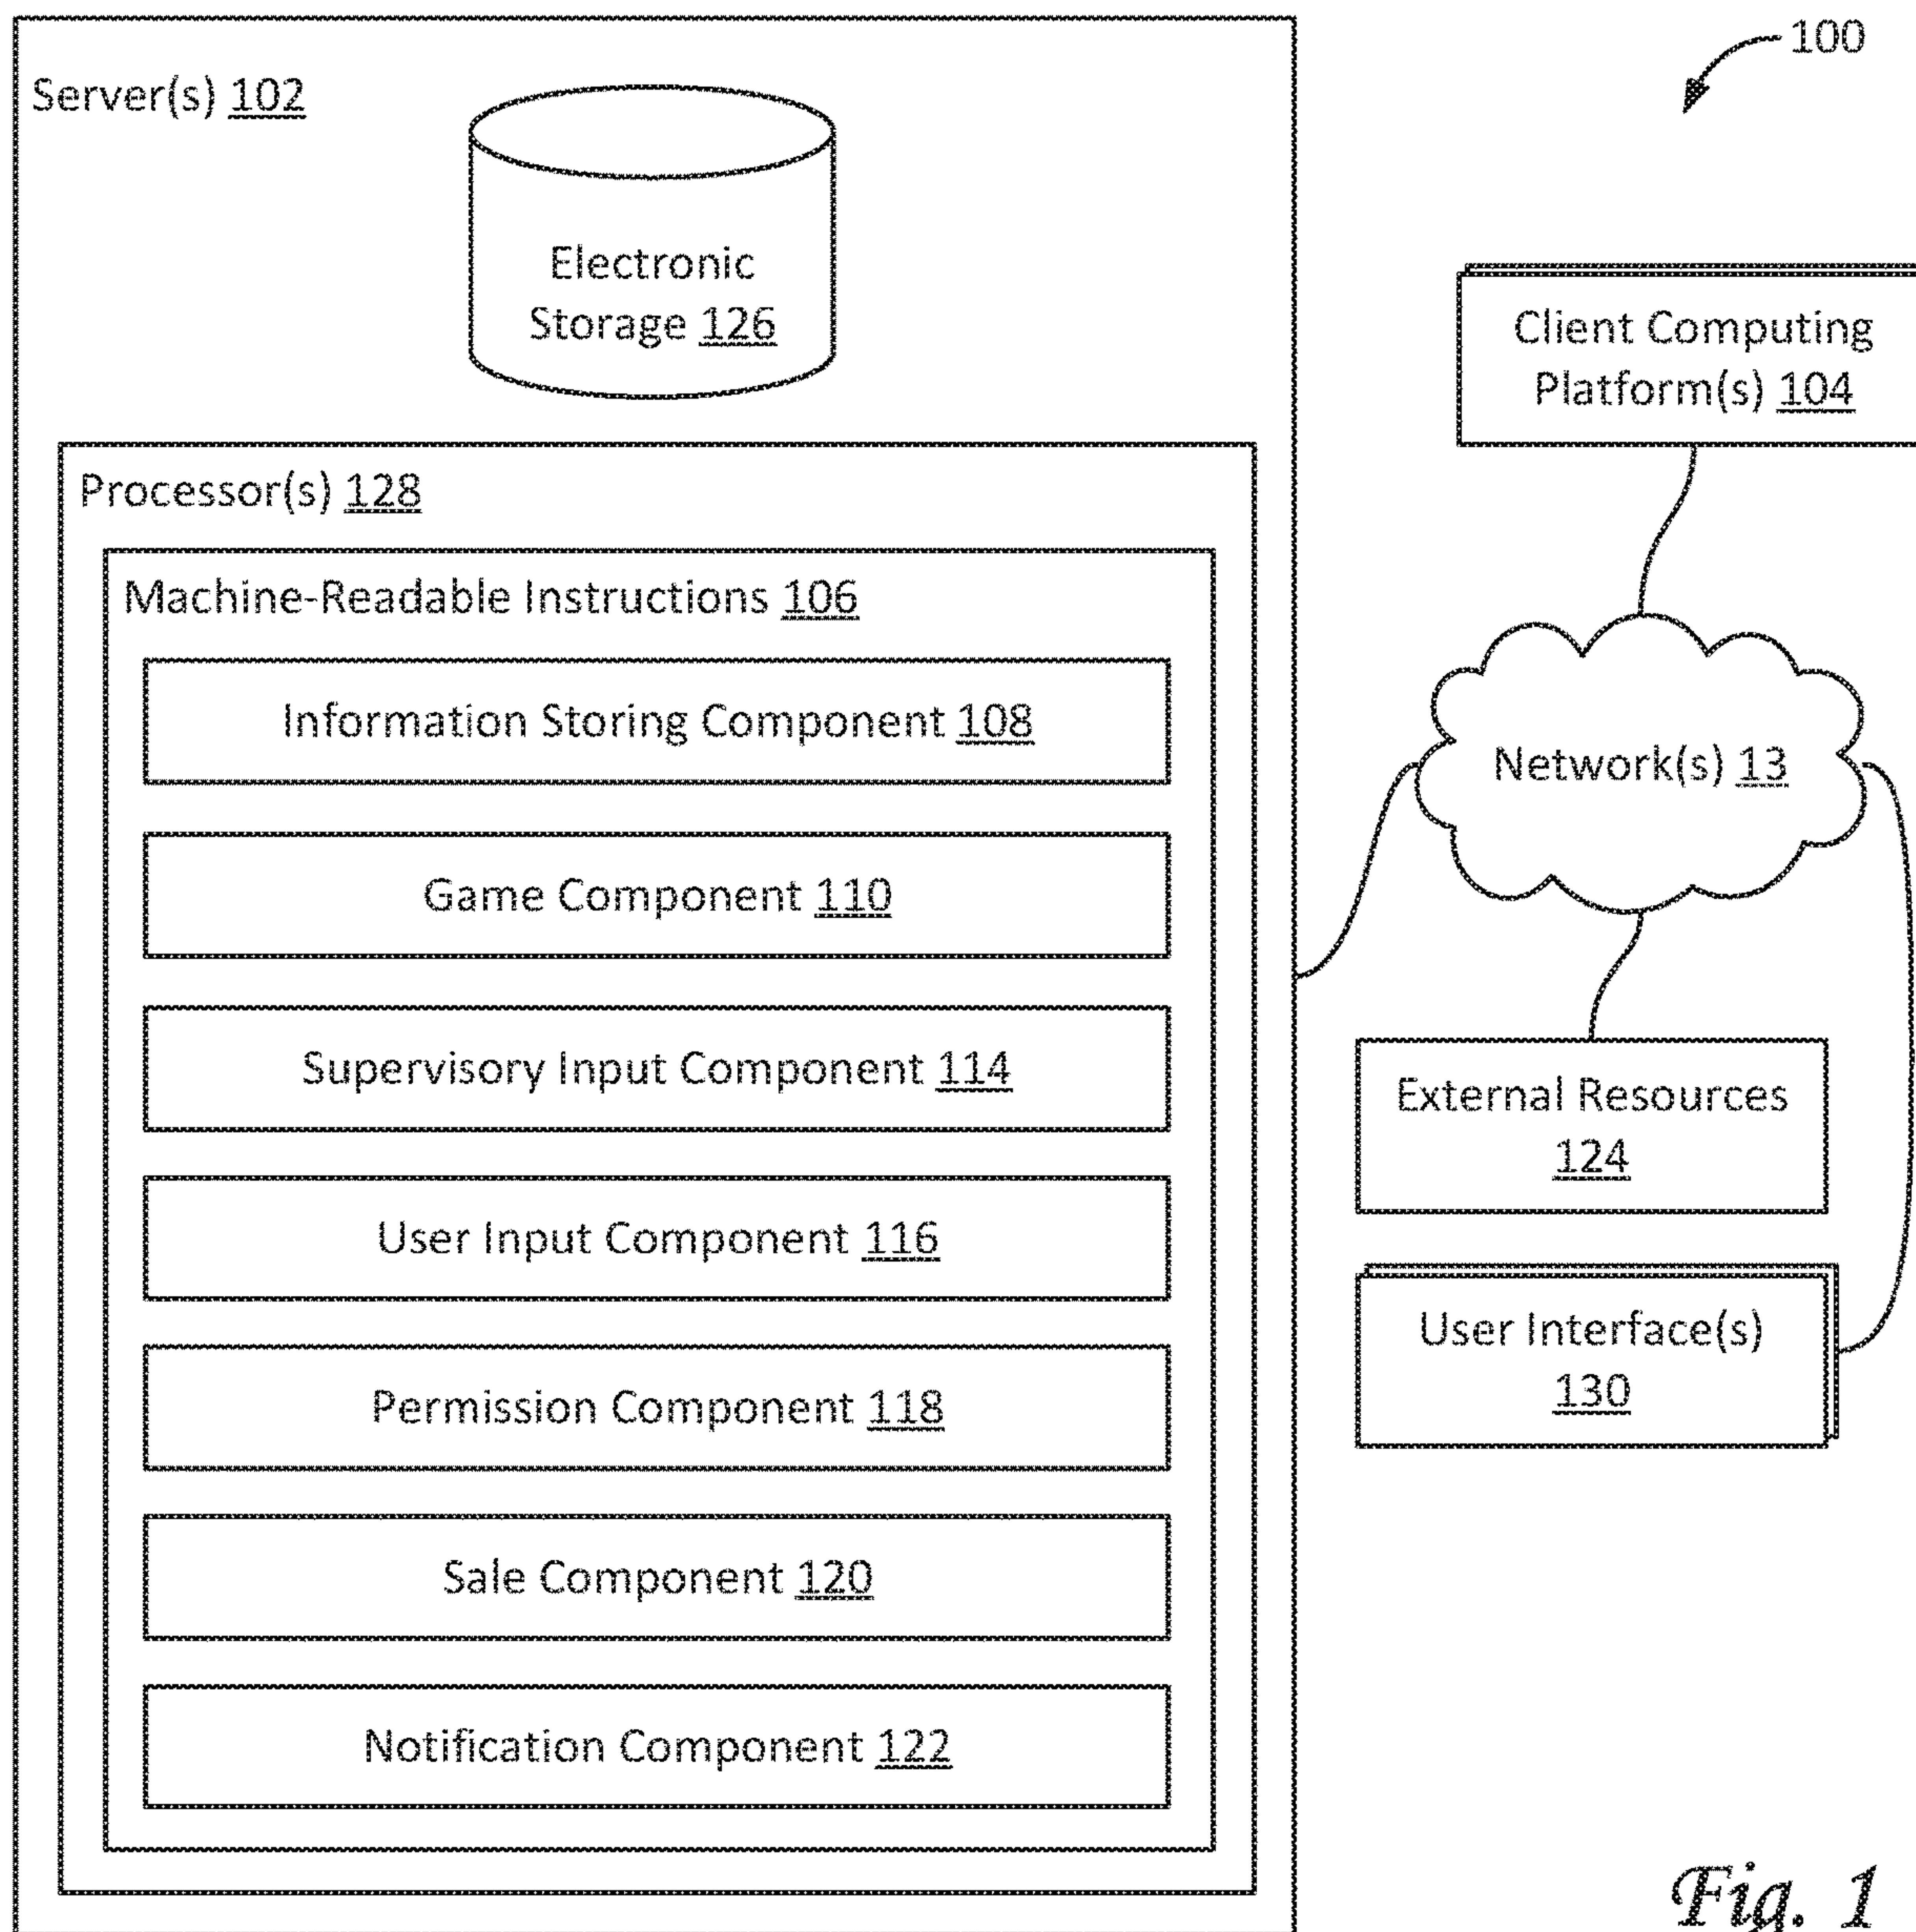 100
Server(s) 102
Electronic
Storage 126
Client Computing
Platform(s) 104
Processor(s) 128
Machine-Readable Instructions 106
Information Storing Component 108
Network(s) 13
Game Component 110
Supervisory Input Component 114
External Resources
124
User Input Component 116
User Interface(s)
130
Permission Component 118
Sale Component 120
Notification Component 122
Fig. 1